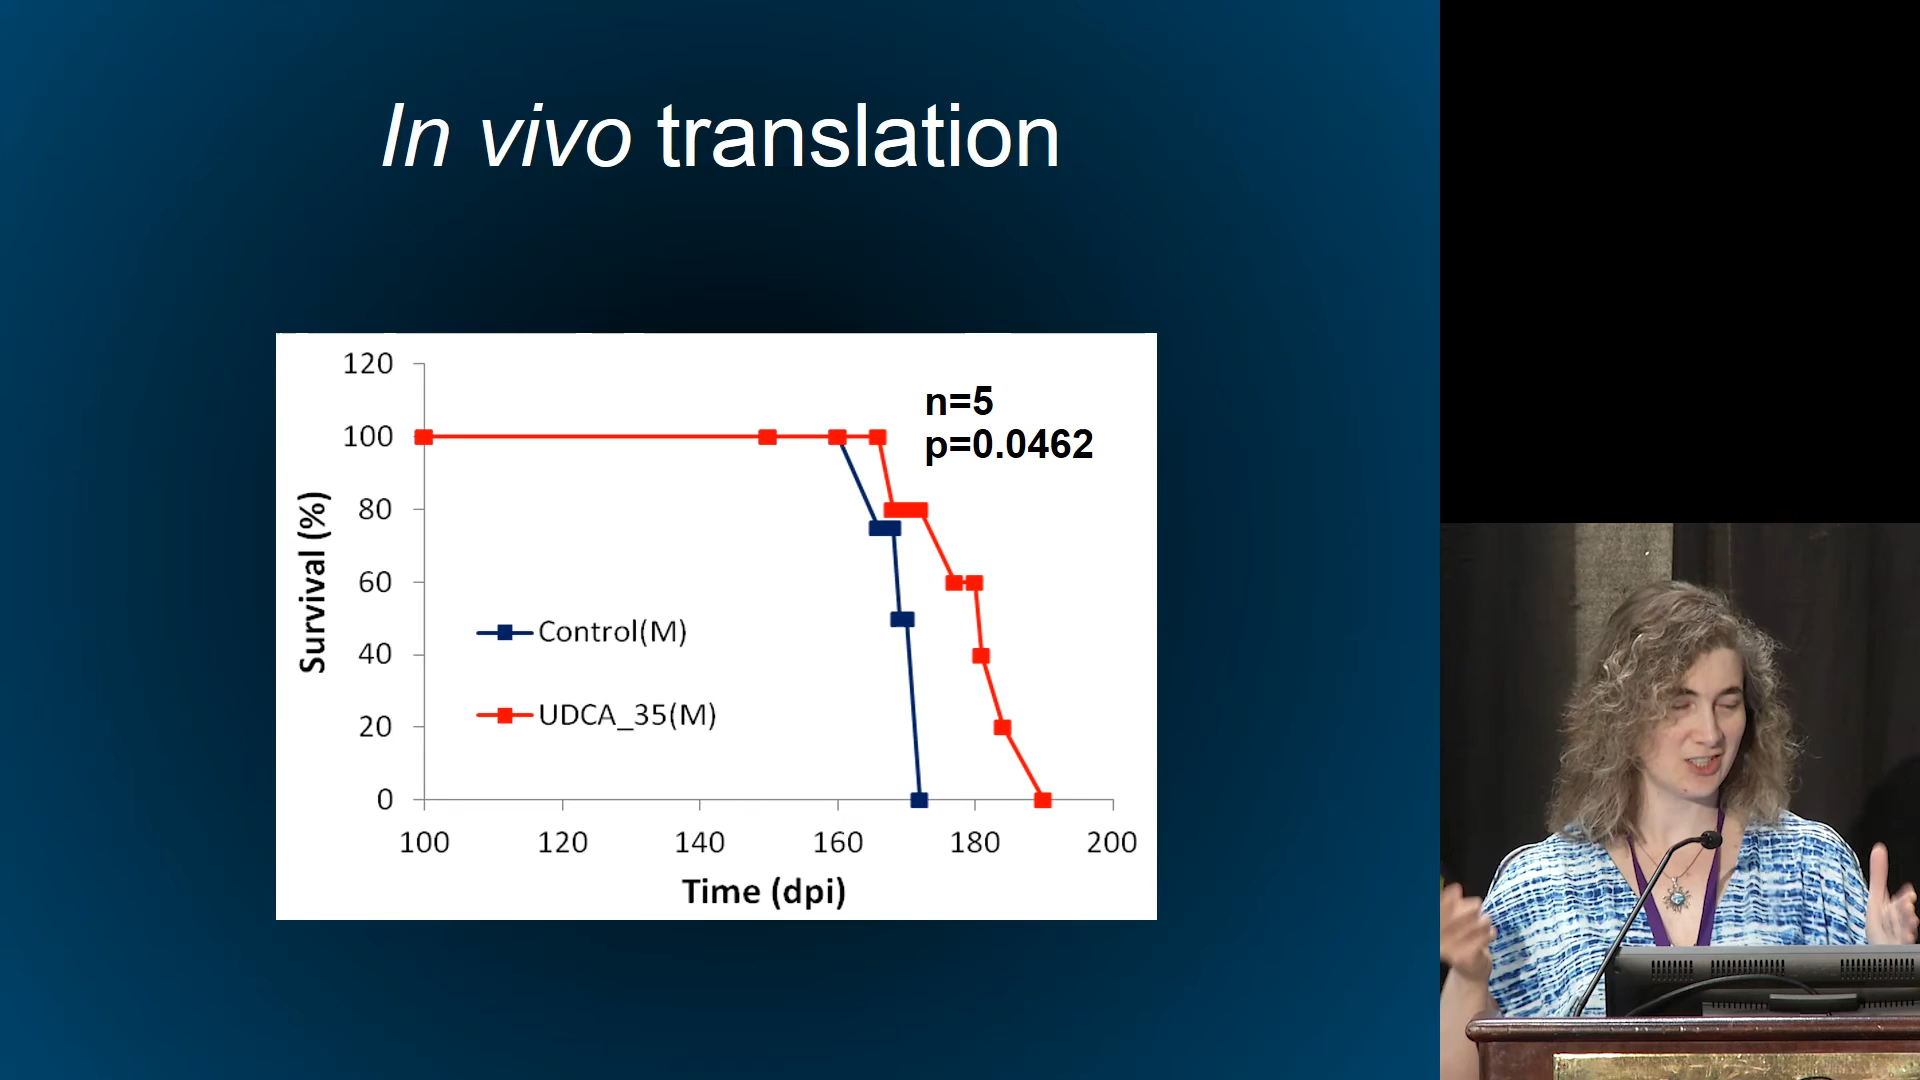 In vivo translation
120
100
80
60
40
20
0
Survival (%)
n=5
p=0.0462
Control(M)
UDCA_35(M)
100 120 140 160 180 200
Time (dpi)